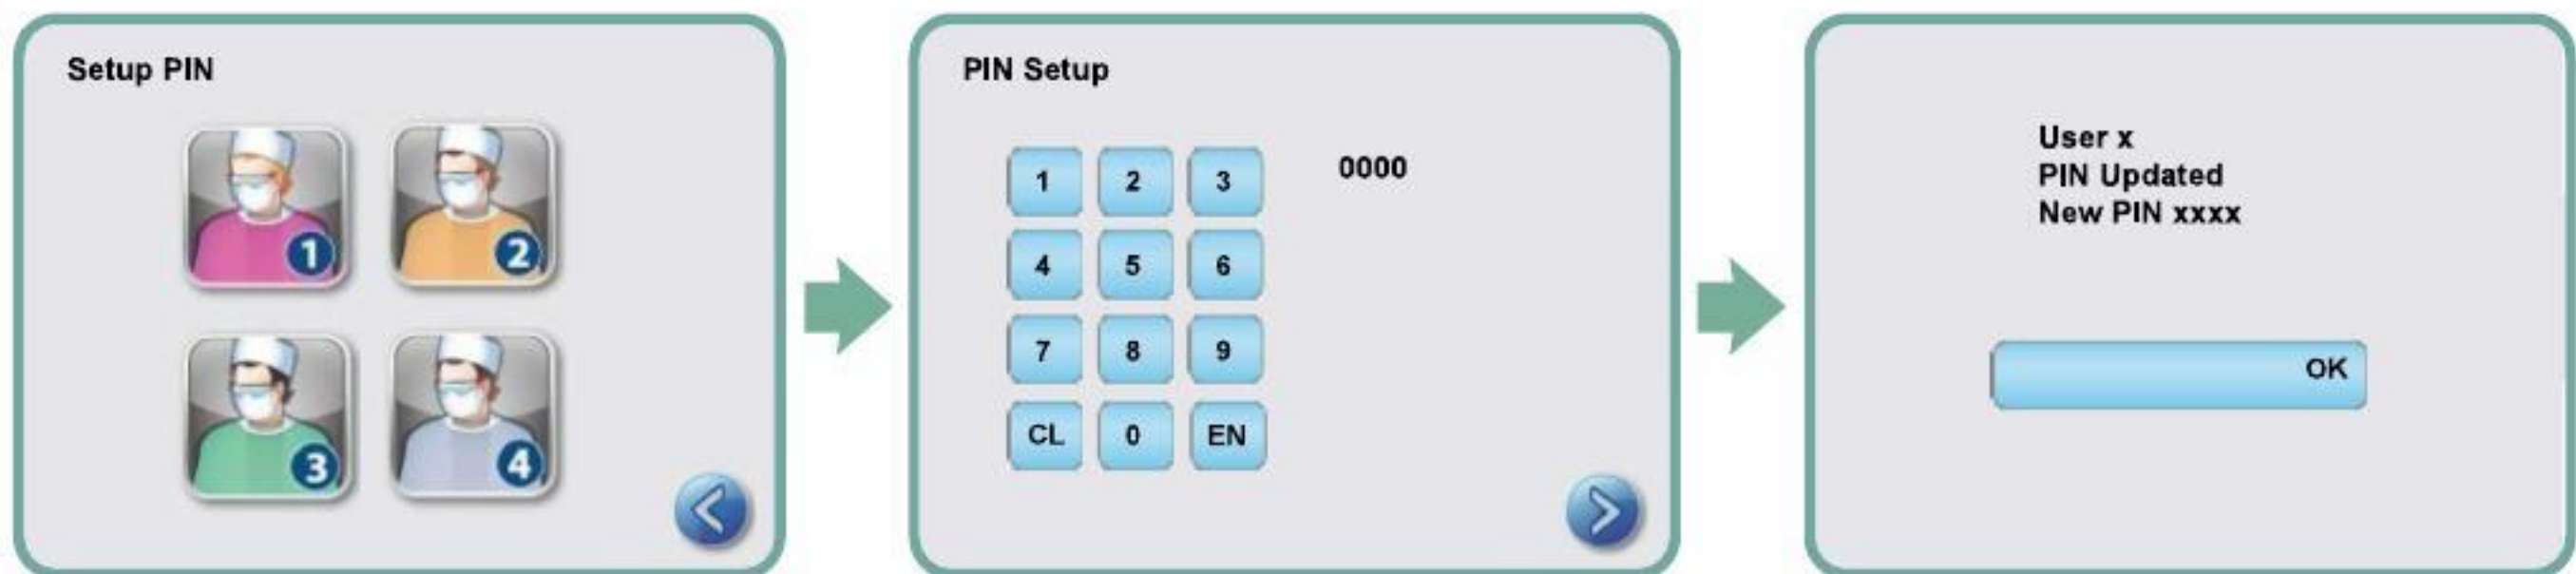 Setup PIN
1 2
3 4
PIN Setup
1 2 3 0000
4 5 6
7 8 9
CL 0 EN
User x
PIN Updated
New PIN xxxx
OK